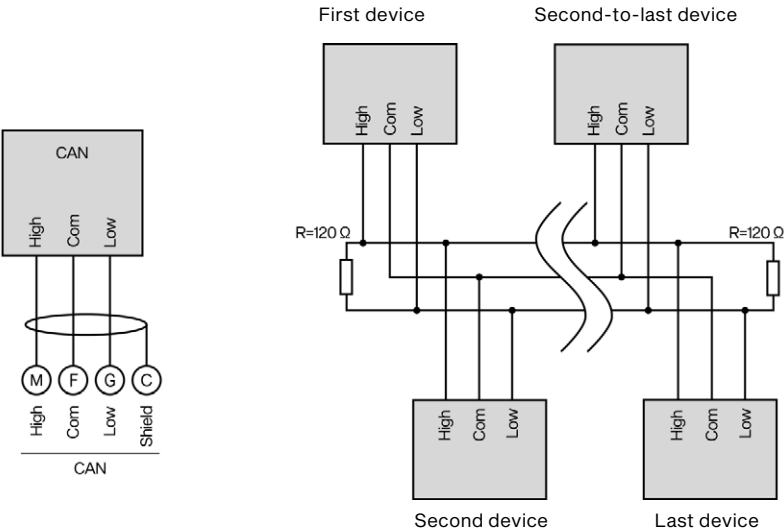 First device
Second-to-last device
High
Com
Low
High
Com
Low
CAN
High
Com
Low
R=120 Ω
R=120 Ω
M
F
G
C
High
Com
Low
Shield
CAN
High
Com
Low
High
Com
Low
Second device
Last device